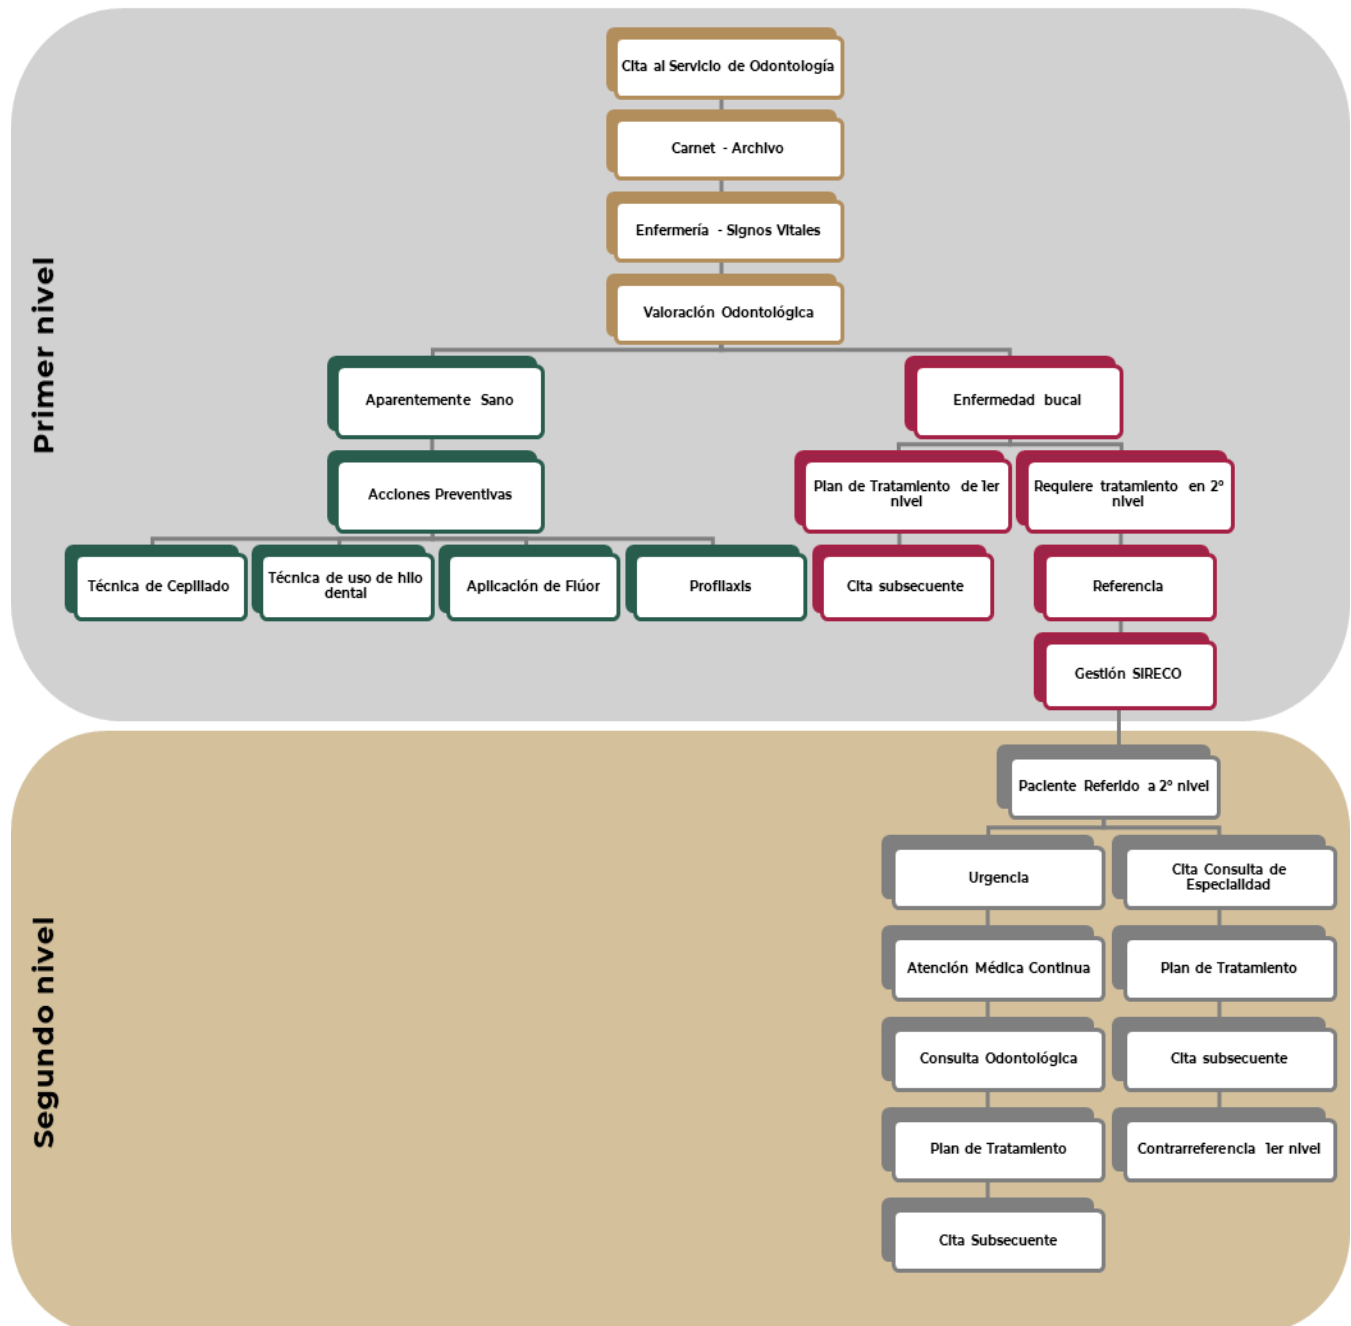 Primer nivel
Cita al Servicio de Odontología
Carnet - Archivo
Enfermería - Signos Vitales
Valoración Odontológica
Aparentemente Sano
Enfermedad bucal
Acciones Preventivas
Plan de Tratamiento de 1er
nivel
Requiere tratamiento en 2°
nivel
Técnica de Cepillado
Técnica de uso de hilo
dental
Aplicación de Flúor
Profilaxis
Cita subsecuente
Referencia
Gestión SIRECO
Segundo nivel
Paciente Referido a 2° nivel
Urgencia
Cita Consulta de
Especialidad
Atención Médica Continua
Plan de Tratamiento
Consulta Odontológica
Cita subsecuente
Plan de Tratamiento
Contrarreferencia 1er nivel
Cita Subsecuente